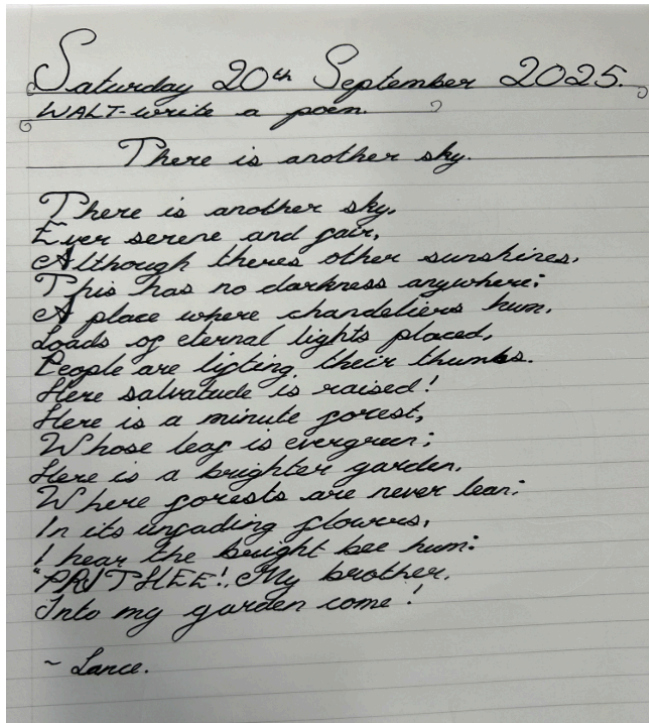 Saturday 20th September 2025.
WALT-write a poem.
There is another sky.
There is another sky,
Ever serene and fair,
Although theres other sunshines,
This has no darkness anywhere;
A place where chandeliers hum,
Loads of eternal lights placed,
People are lifting, their thumbs.
Here salvatude is raised!
Here is a minute forest,
Whose leaf is evergreen;
Here is a brighter garden,
Where forests are never lean;
In its unfading flowers,
I hear the bright bee hum:
"PRITHEE!, My brother,
Into my garden come!
~ Lance.